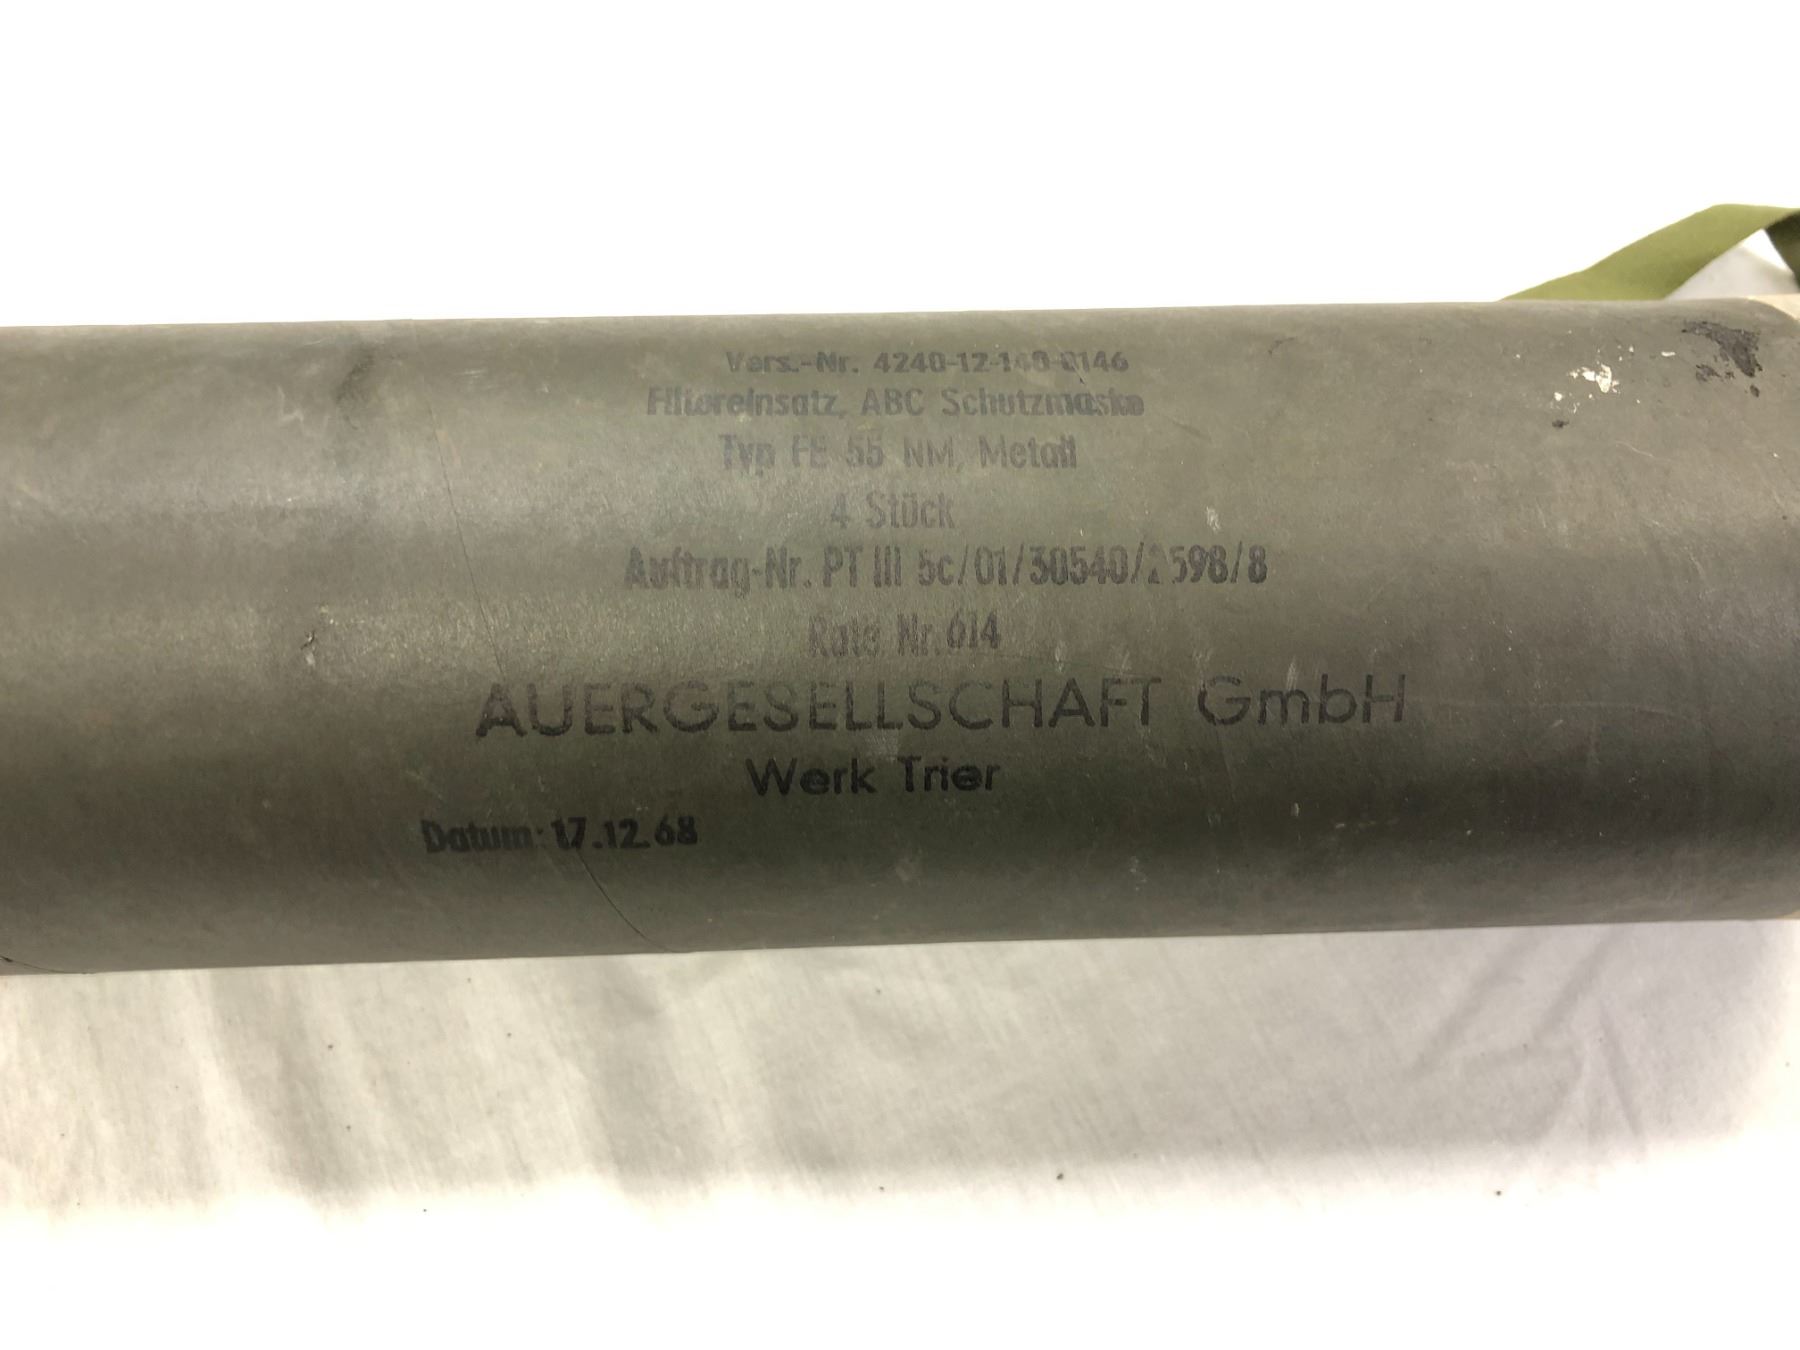 Vers.-Nr. 4240-12-140-0146
Filtereinsatz, ABC Schutzmaske
Typ FE 55 NM, Metall
4 Stück
Auftrag-Nr. PT III 5c/01/30540/2598/8
Rate Nr. 614
AUERGESELLSCHAFT GmbH
Werk Trier
Datum: 17.12.68